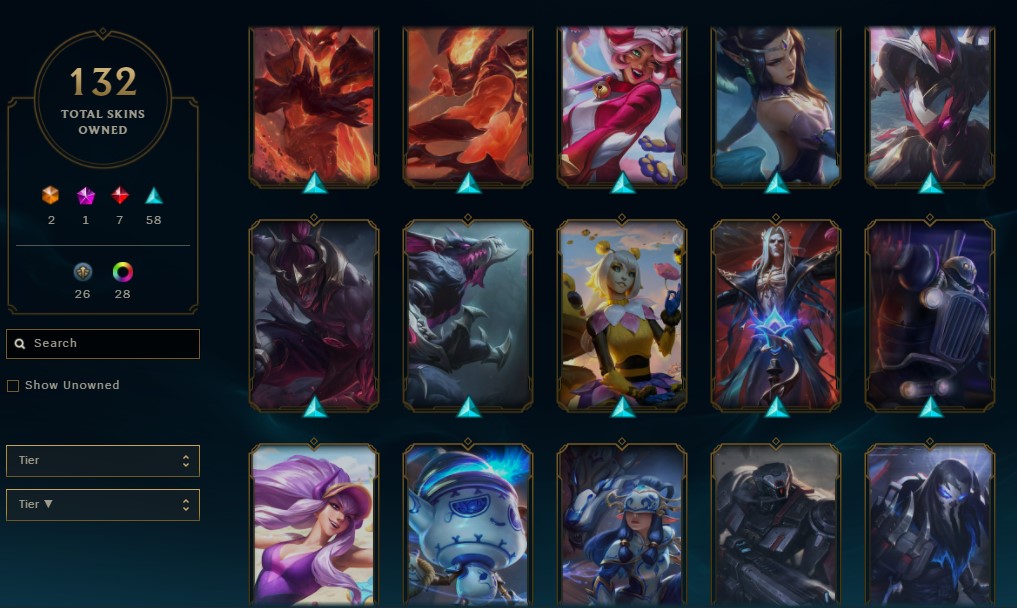 132
TOTAL SKINS
OWNED
2 1 7 58
26 28
Search
Show Unowned
Tier
Tier ▼